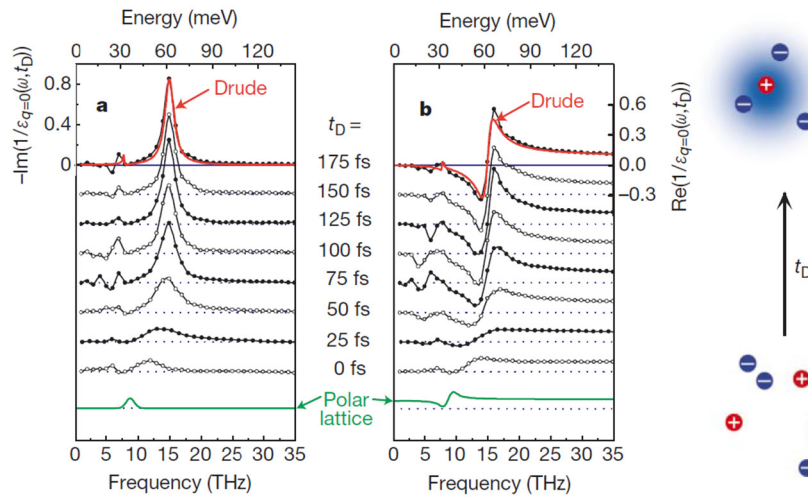 Energy (meV)
0 30 60 90 120
−Im(1/ε_q=0(ω,t_D))
0.8
0.4
0
a
Drude
t_D =
175 fs
150 fs
125 fs
100 fs
75 fs
50 fs
25 fs
0 fs
Polar
lattice
0 5 10 15 20 25 30 35
Frequency (THz)
Energy (meV)
0 30 60 90 120
b
Drude
0.6
0.3
0.0
−0.3
Re(1/ε_q=0(ω,t_D))
0 5 10 15 20 25 30 35
Frequency (THz)
−
+
−
−
t_D
−
−
+
+
−